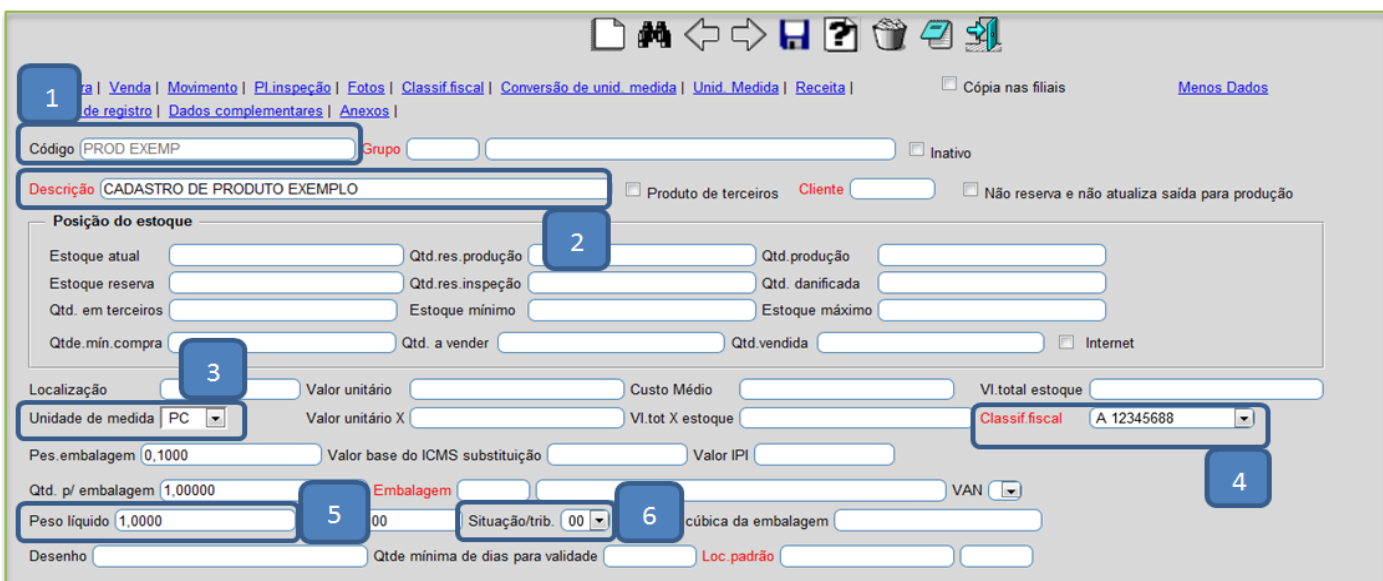 1
ra | Venda | Movimento | Pl.inspeção | Fotos | Classif.fiscal | Conversão de unid. medida | Unid. Medida | Receita | Cópia nas filiais Menos Dados
de registro | Dados complementares | Anexos |
Código PROD EXEMP Grupo Inativo
Descrição CADASTRO DE PRODUTO EXEMPLO Produto de terceiros Cliente Não reserva e não atualiza saída para produção
2
Posição do estoque
Estoque atual Qtd.res.produção Qtd.produção
Estoque reserva Qtd.res.inspeção Qtd. danificada
Qtd. em terceiros Estoque mínimo Estoque máximo
Qtde.mín.compra Qtd. a vender Qtd.vendida Internet
3
Localização Valor unitário Custo Médio Vl.total estoque
Unidade de medida PC Valor unitário X Vl.tot X estoque Classif.fiscal A 12345688
4
Pes.embalagem 0,1000 Valor base do ICMS substituição Valor IPI
Qtd. p/ embalagem 1,00000 Embalagem VAN
Peso líquido 1,0000 5 00 Situação/trib. 00 6 cúbica da embalagem
Desenho Qtde mínima de dias para validade Loc.padrão